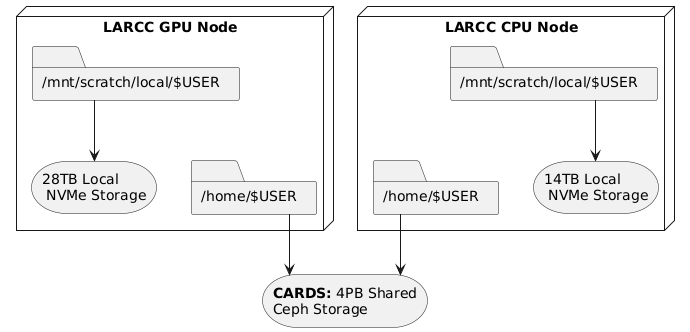 LARCC GPU Node
/mnt/scratch/local/$USER
28TB Local
NVMe Storage
/home/$USER
LARCC CPU Node
/mnt/scratch/local/$USER
/home/$USER
14TB Local
NVMe Storage
CARDS: 4PB Shared
Ceph Storage